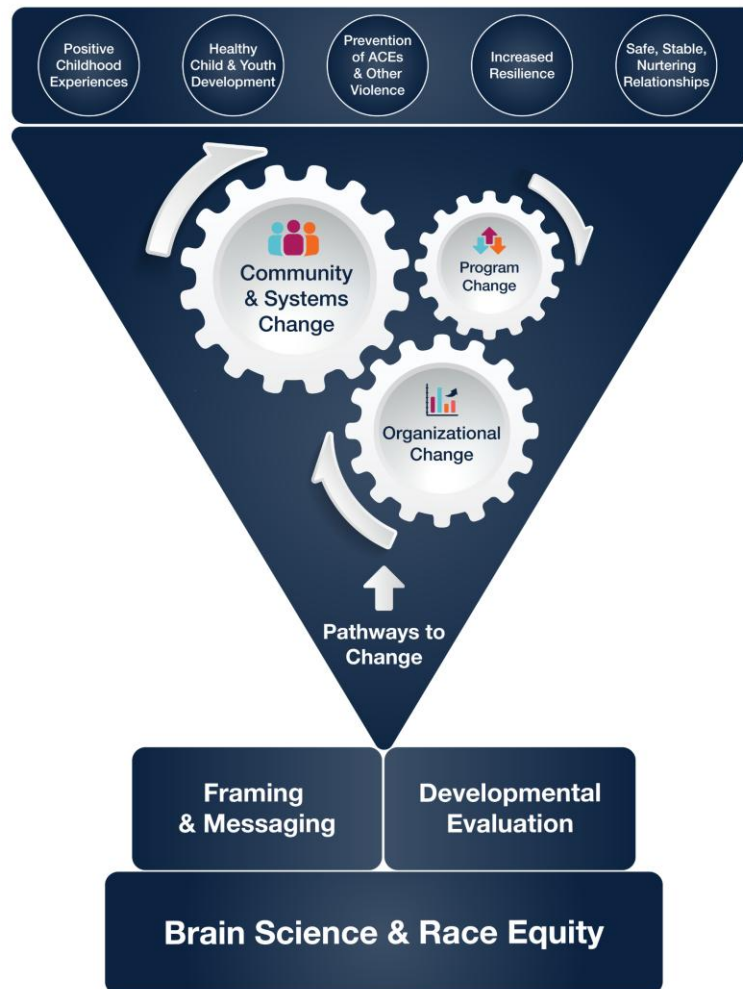 Positive
Childhood
Experiences
Healthy
Child & Youth
Development
Prevention
of ACEs
& Other
Violence
Increased
Resilience
Safe, Stable,
Nurtering
Relationships
Community
& Systems
Change
Program
Change
Organizational
Change
Pathways to
Change
Framing
& Messaging
Developmental
Evaluation
Brain Science & Race Equity